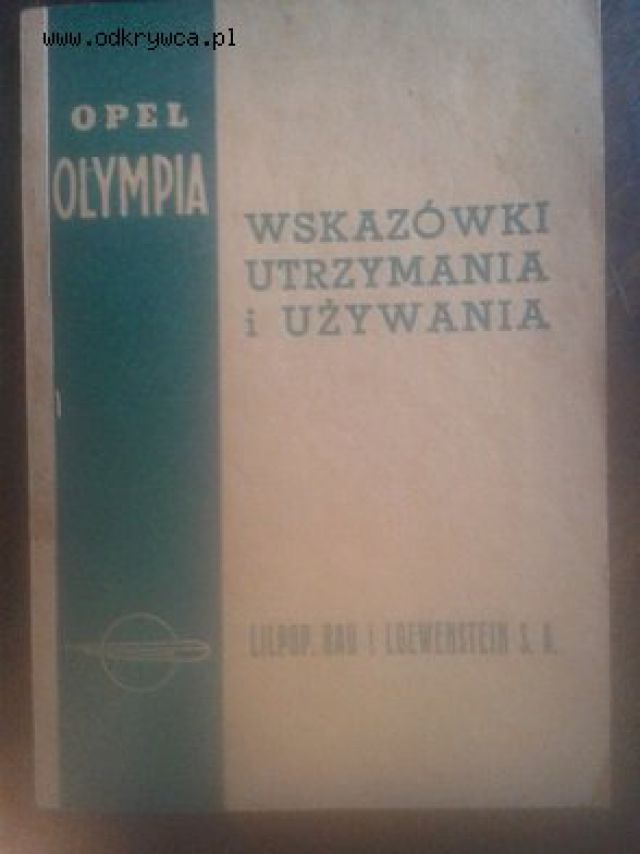 www.odkrywca.pl
OPEL
OLYMPIA
WSKAZÓWKI
UTRZYMANIA
i UŻYWANIA
LILPOP, RAU i LOEWENSTEIN S. A.